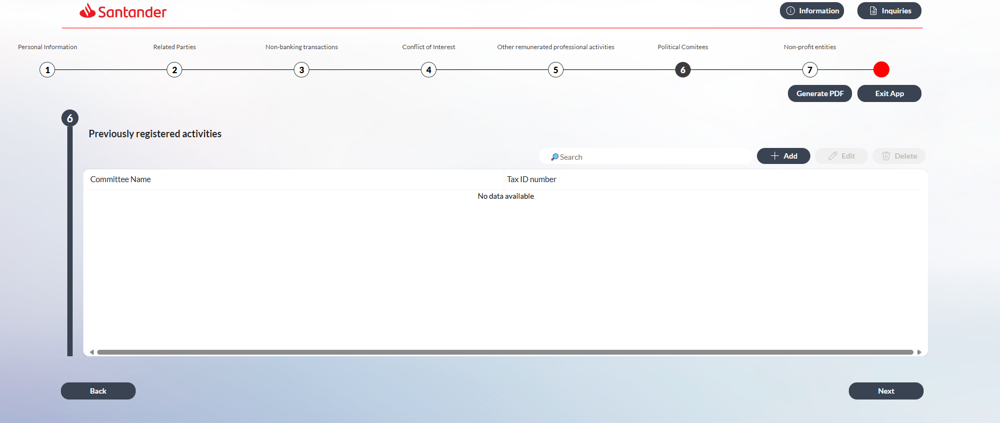 Santander
Information
Inquiries
Personal Information
Related Parties
Non-banking transactions
Conflict of Interest
Other remunerated professional activities
Political Comitees
Non-profit entities
1
2
3
4
5
6
7
Generate PDF
Exit App
6
Previously registered activities
Search
Add
Edit
Delete
Committee Name
Tax ID number
No data available
Back
Next